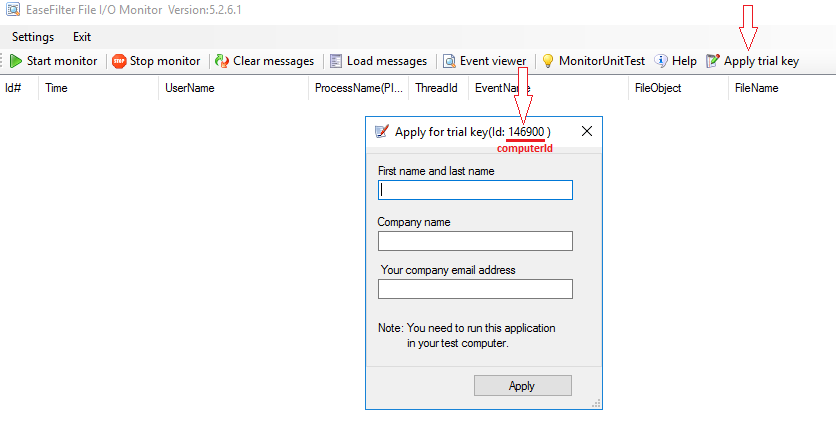 EaseFilter File I/O Monitor Version:5.2.6.1
Settings Exit
Start monitor Stop monitor Clear messages Load messages Event viewer MonitorUnitTest Help Apply trial key
Id# Time UserName ProcessName(PI... ThreadId EventName FileObject FileName
Apply for trial key(Id: 146900 )
computerId
First name and last name
Company name
Your company email address
Note: You need to run this application
in your test computer.
Apply